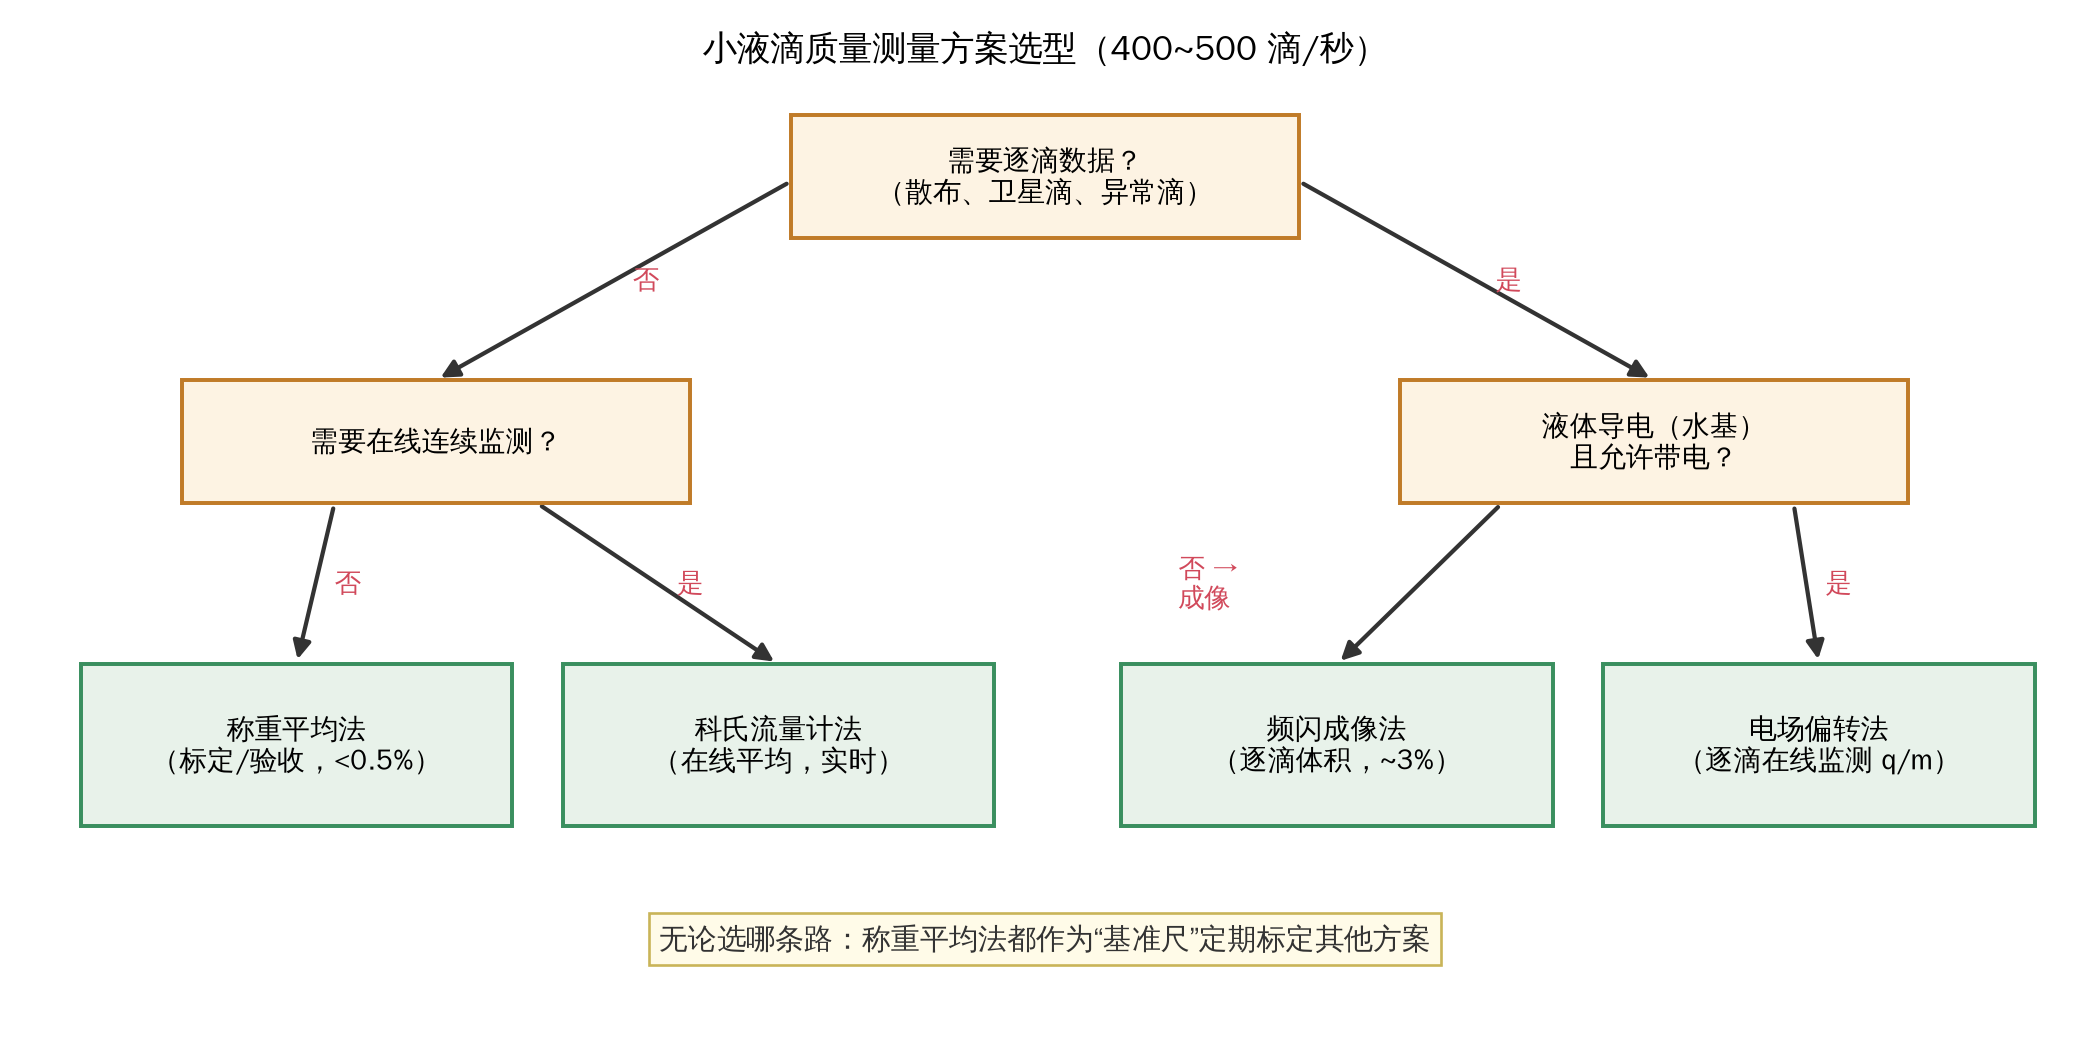 小液滴质量测量方案选型（400~500 滴/秒）
需要逐滴数据？
（散布、卫星滴、异常滴）
否
是
需要在线连续监测？
液体导电（水基）
且允许带电？
否
是
否 →
成像
是
称重平均法
（标定/验收，<0.5%）
科氏流量计法
（在线平均，实时）
频闪成像法
（逐滴体积，~3%）
电场偏转法
（逐滴在线监测 q/m）
无论选哪条路：称重平均法都作为“基准尺”定期标定其他方案